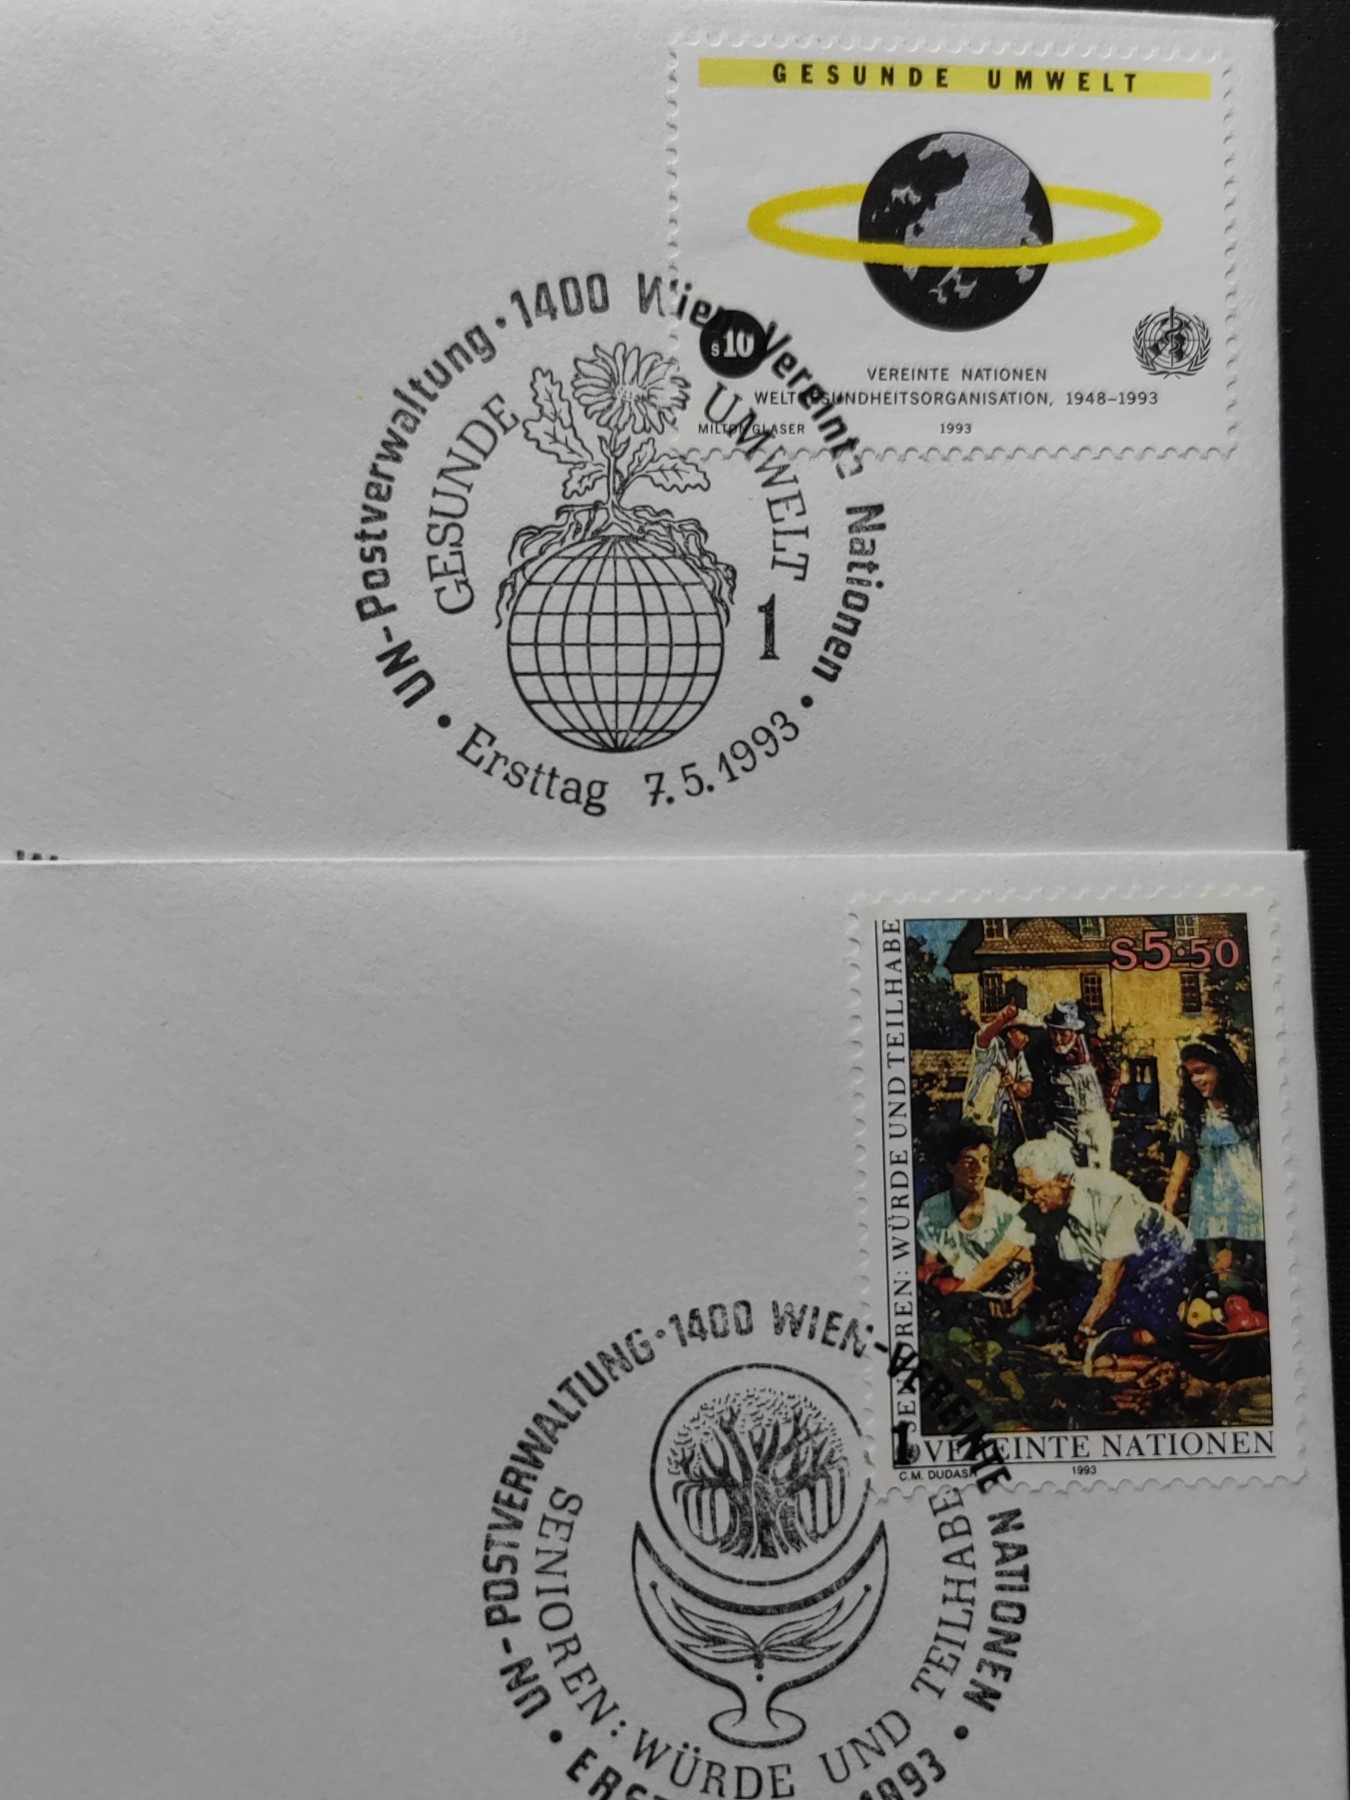 GESUNDE UMWELT
s10
VEREINTE NATIONEN
WELTGESUNDHEITSORGANISATION, 1948–1993
MILTON GLASER 1993
UN-Postverwaltung · 1400 Wien-Vereinte Nationen
GESUNDE UMWELT
1
Ersttag 7.5.1993
S5·50
SENIOREN: WÜRDE UND TEILHABE
VEREINTE NATIONEN
C.M. DUDASH 1993
UN-POSTVERWALTUNG · 1400 WIEN-VEREINTE NATIONEN
1
SENIOREN: WÜRDE UND TEILHABE
1993